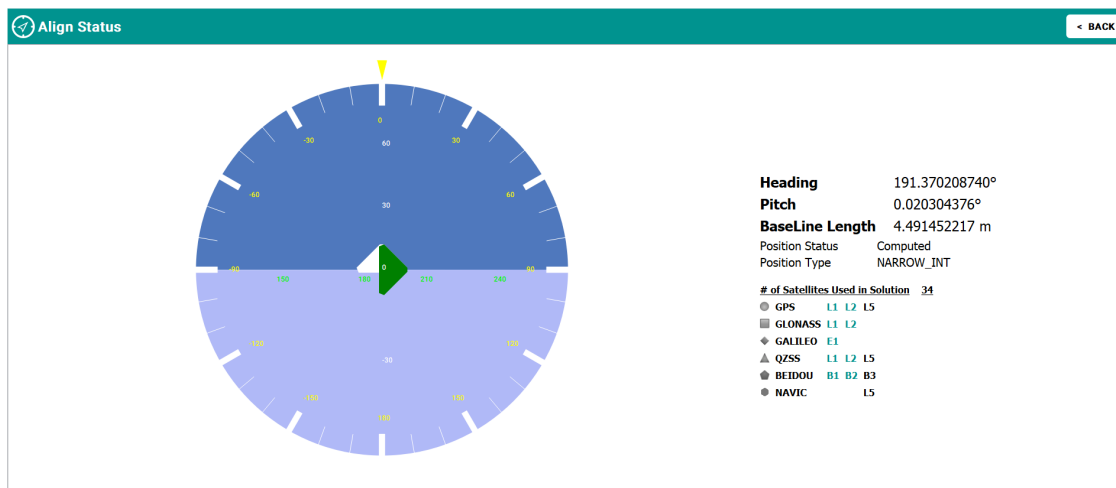 Align Status
< BACK
0
-30 60 30
-60 30 60
-90 0 90
150 180 210 240
-120 -30 120
-150 180 150
Heading 191.370208740°
Pitch 0.020304376°
BaseLine Length 4.491452217 m
Position Status Computed
Position Type NARROW_INT
# of Satellites Used in Solution 34
GPS L1 L2 L5
GLONASS L1 L2
GALILEO E1
QZSS L1 L2 L5
BEIDOU B1 B2 B3
NAVIC L5